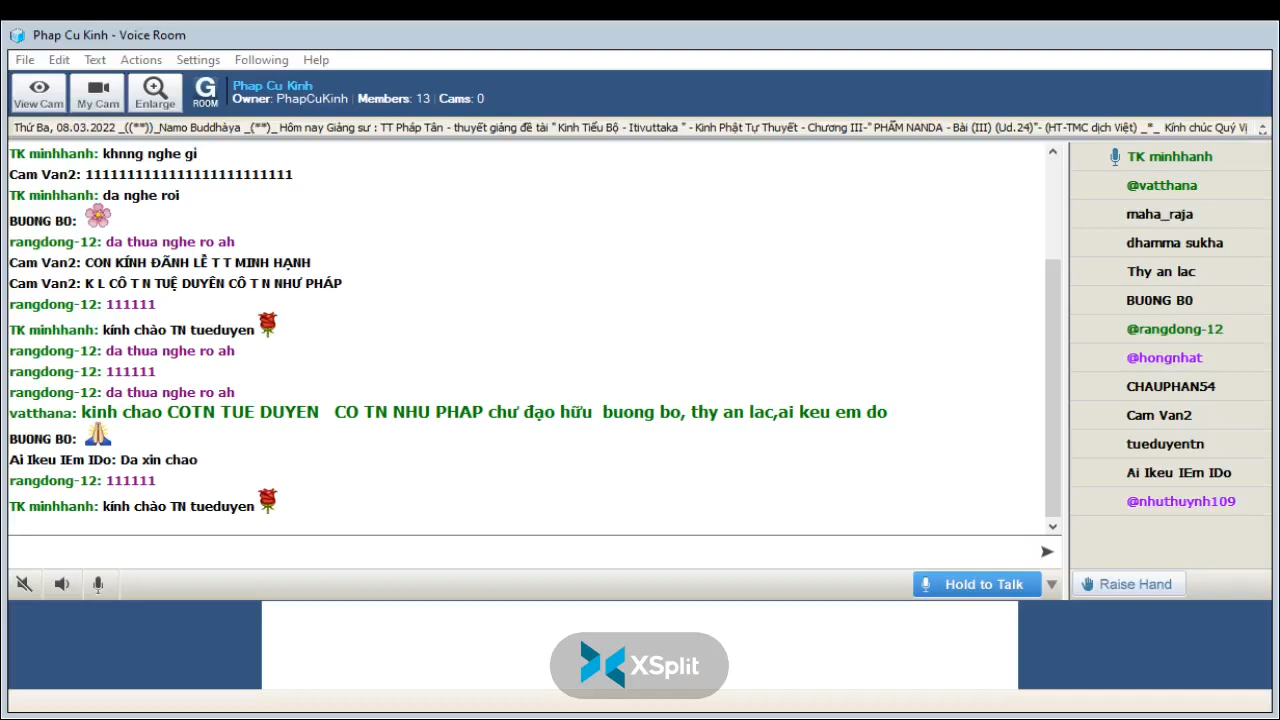 Phap Cu Kinh - Voice Room
File Edit Text Actions Settings Following Help
View Cam My Cam Enlarge G ROOM
Phap Cu Kinh
Owner: PhapCuKinh | Members: 13 | Cams: 0
Thứ Ba, 08.03.2022 _((**))_Namo Buddhàya _(**)_ Hôm nay Giảng sư : TT Pháp Tân - thuyết giảng đề tài " Kinh Tiểu Bộ - Itivuttaka " - Kinh Phật Tự Thuyết - Chương III-" PHẨM NANDA - Bài (III) (Ud.24)"- (HT-TMC dịch Việt) _*_ Kính chúc Quý Vị
TK minhhanh: khnng nghe gi
Cam Van2: 1111111111111111111111111
TK minhhanh: da nghe roi
BU0NG B0:
rangdong-12: da thua nghe ro ah
Cam Van2: CON KÍNH ĐÃNH LỄ T T MINH HẠNH
Cam Van2: K L CÔ T N TUỆ DUYÊN CÔ T N NHƯ PHÁP
rangdong-12: 111111
TK minhhanh: kính chào TN tueduyen
rangdong-12: da thua nghe ro ah
rangdong-12: 111111
rangdong-12: da thua nghe ro ah
vatthana: kinh chao COTN TUE DUYEN CO TN NHU PHAP chư đạo hữu buong bo, thy an lac,ai keu em do
BU0NG B0:
Ai Ikeu IEm IDo: Da xin chao
rangdong-12: 111111
TK minhhanh: kính chào TN tueduyen
TK minhhanh
@vatthana
maha_raja
dhamma sukha
Thy an lac
BU0NG B0
@rangdong-12
@hongnhat
CHAUPHAN54
Cam Van2
tueduyentn
Ai Ikeu IEm IDo
@nhuthuynh109
Hold to Talk
Raise Hand
XSplit